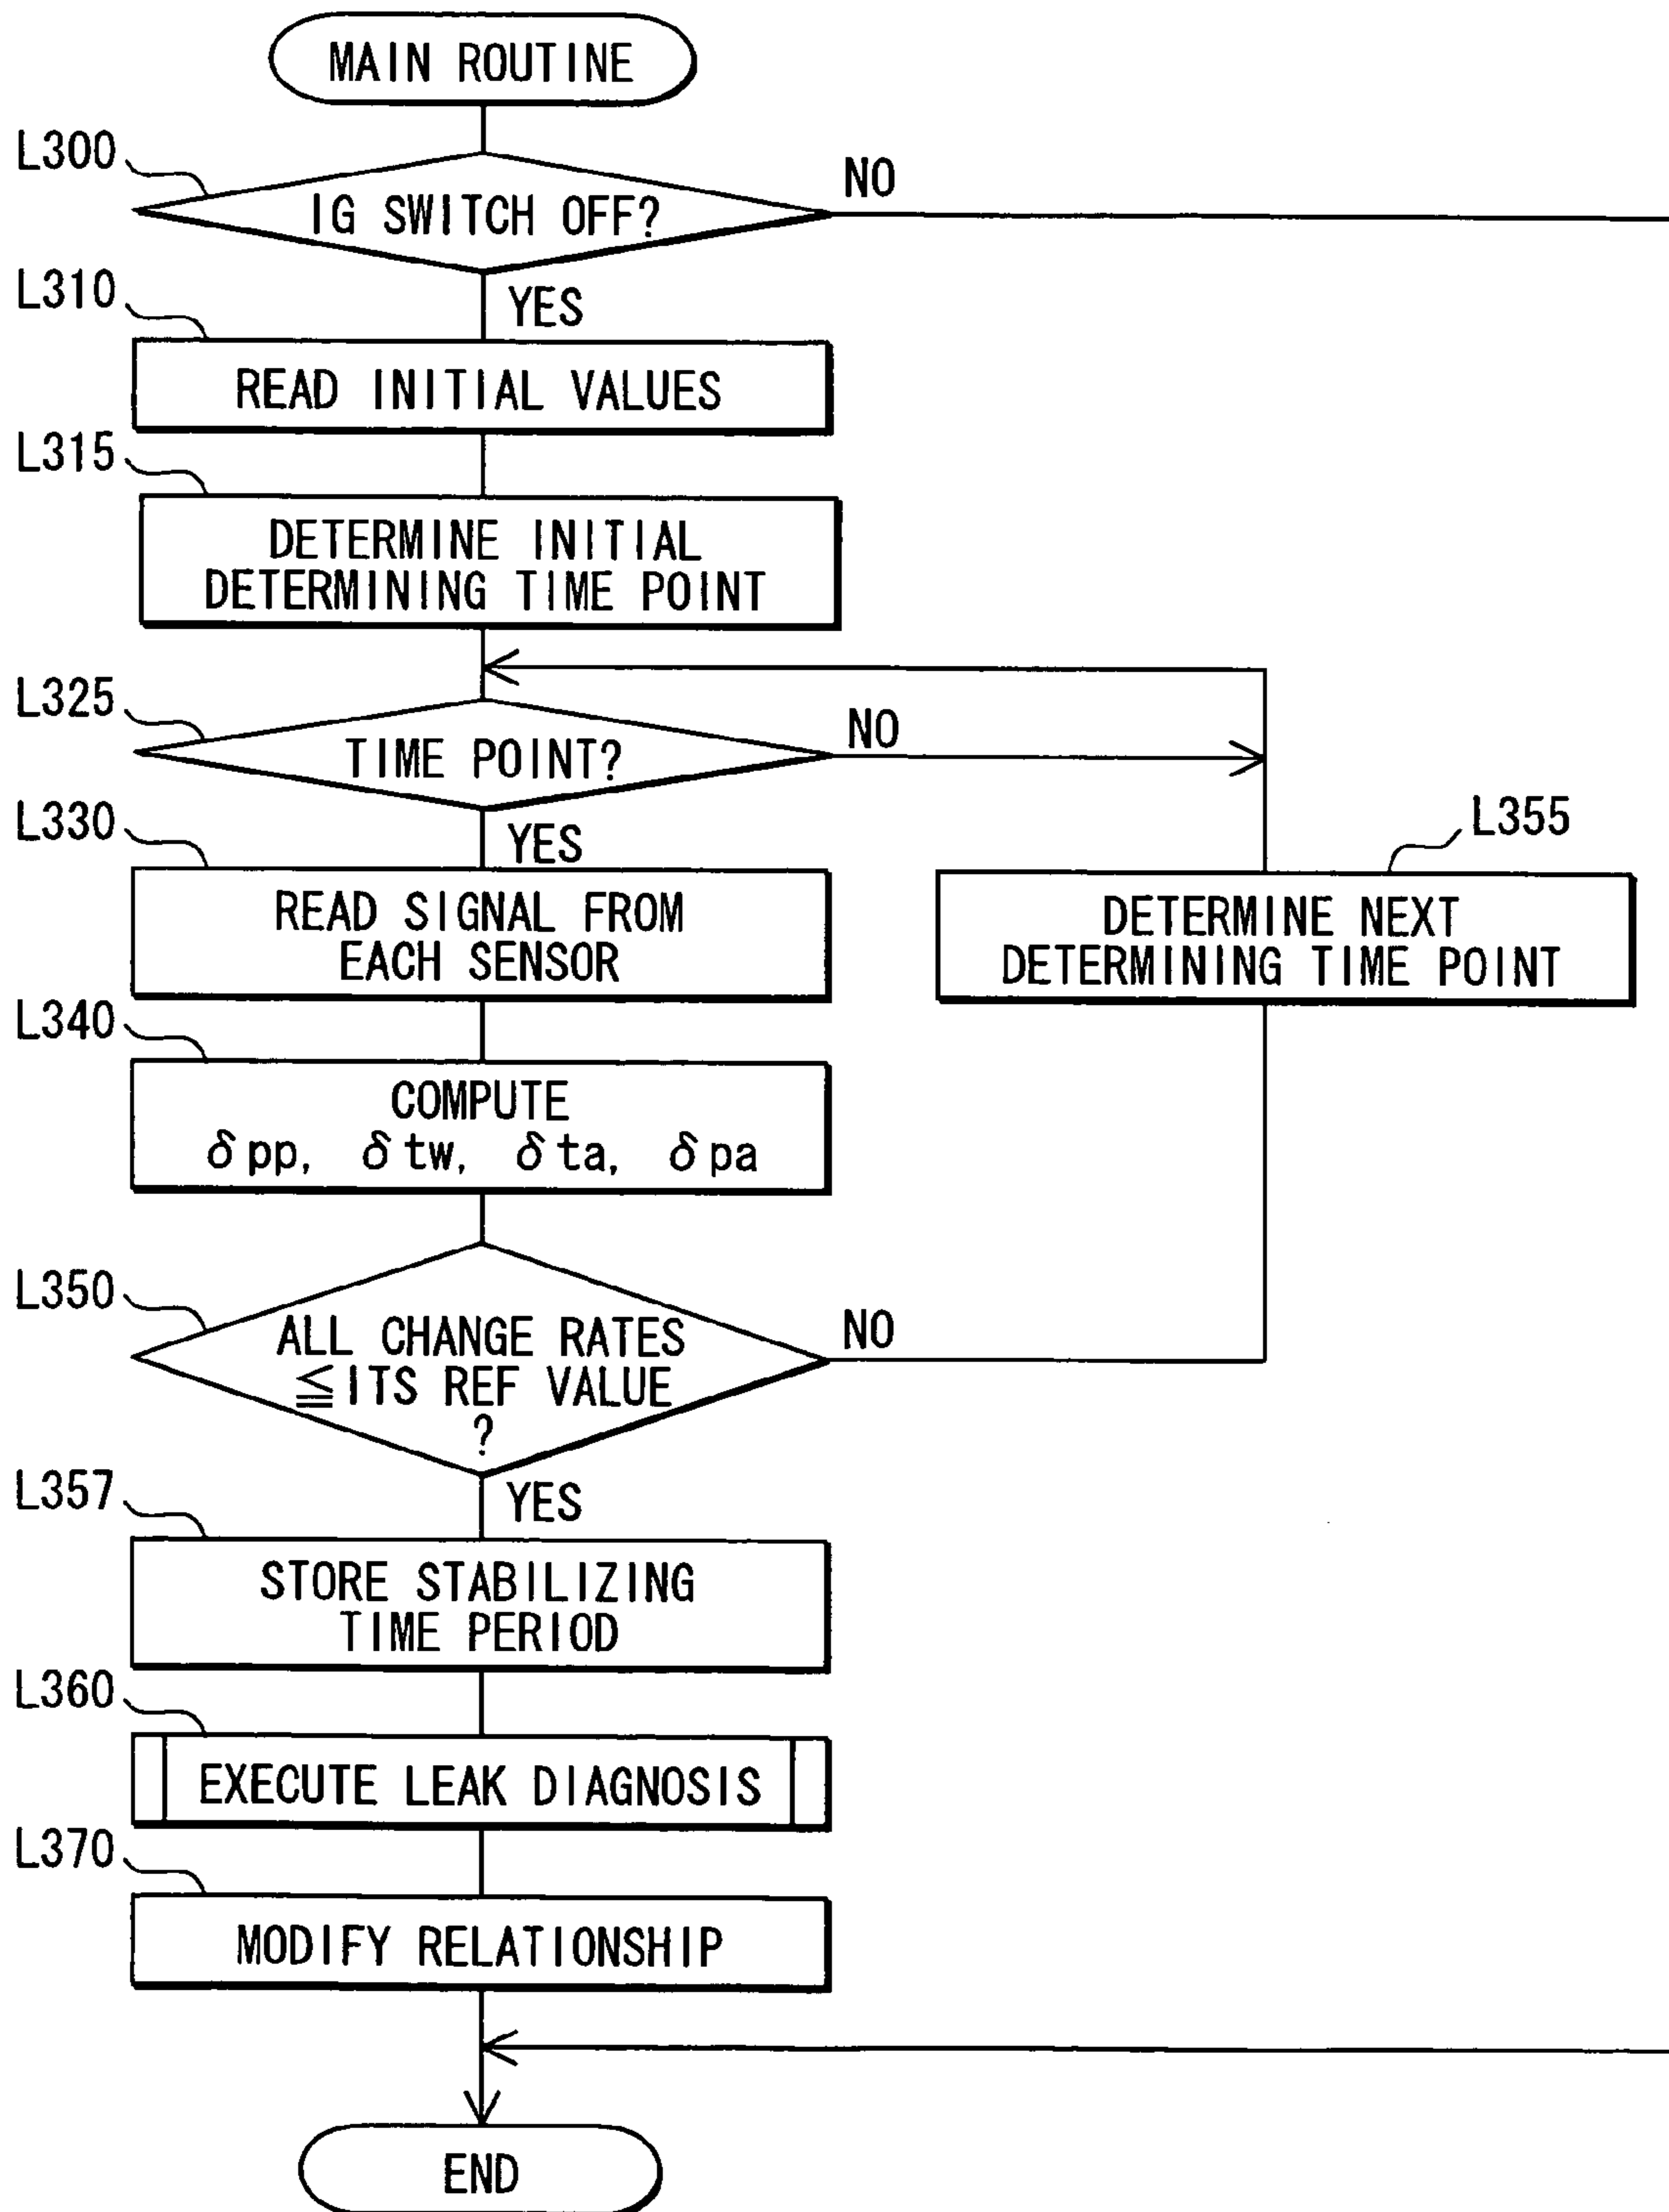 MAIN ROUTINE
L300
IG SWITCH OFF?
NO
YES
L310
READ INITIAL VALUES
L315
DETERMINE INITIAL
DETERMINING TIME POINT
L325
TIME POINT?
NO
YES
L330
READ SIGNAL FROM
EACH SENSOR
L355
DETERMINE NEXT
DETERMINING TIME POINT
L340
COMPUTE
δpp, δtw, δta, δpa
L350
ALL CHANGE RATES
≦ITS REF VALUE
?
NO
YES
L357
STORE STABILIZING
TIME PERIOD
L360
EXECUTE LEAK DIAGNOSIS
L370
MODIFY RELATIONSHIP
END